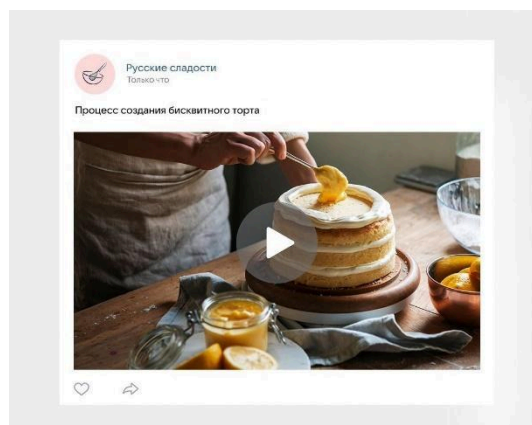 Русские сладости
Только что
Процесс создания бисквитного торта